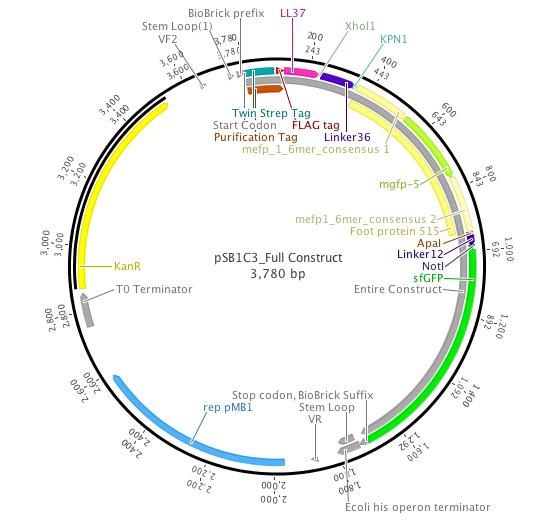 BioBrick prefix
LL37
Stem Loop(1)
VF2
XhoI1
KPN1
3,780
200
243
400
443
3,600
3,600
3,400
3,400
600
643
Twin Strep Tag
Start Codon
FLAG tag
Purification Tag
Linker36
mefp_1_6mer_consensus 1
3,200
3,200
800
843
mgfp-5
mefp1_6mer_consensus 2
Foot protein S15
ApaI
Linker12
NotI
sfGFP
Entire Construct
1,000
692
3,000
3,000
pSB1C3_Full Construct
3,780 bp
KanR
T0 Terminator
2,800
2,800
892
1,200
2,600
2,600
1,092
1,400
Stop codon, BioBrick Suffix
Stem Loop
VR
rep pMB1
2,400
2,400
1,292
1,600
2,200
2,200
2,000
2,000
1,800
Ecoli his operon terminator